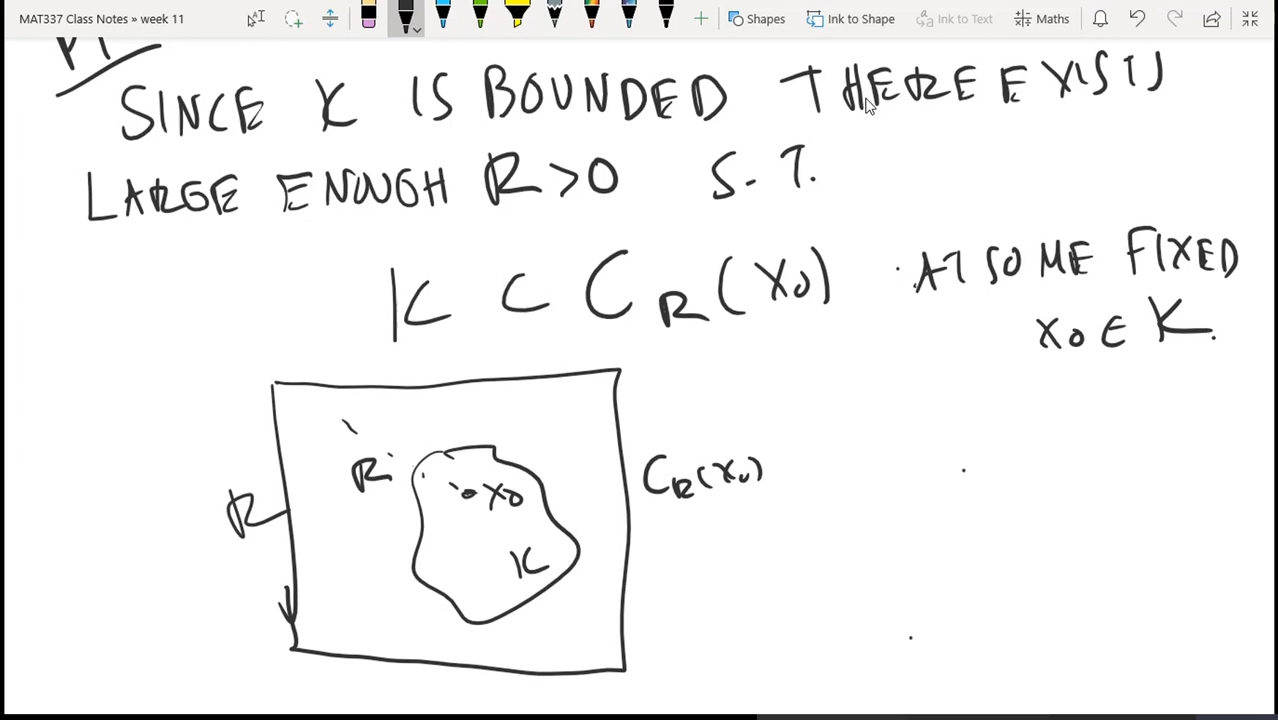 MAT337 Class Notes » week 11
Shapes Ink to Shape Ink to Text Maths
Pf
SINCE K IS BOUNDED THERE EXISTS
LARGE ENOUGH R>0 S.T.
K ⊂ C_R(x₀) AT SOME FIXED
x₀ ∈ K.
R
x₀
C_R(x₀)
R
K